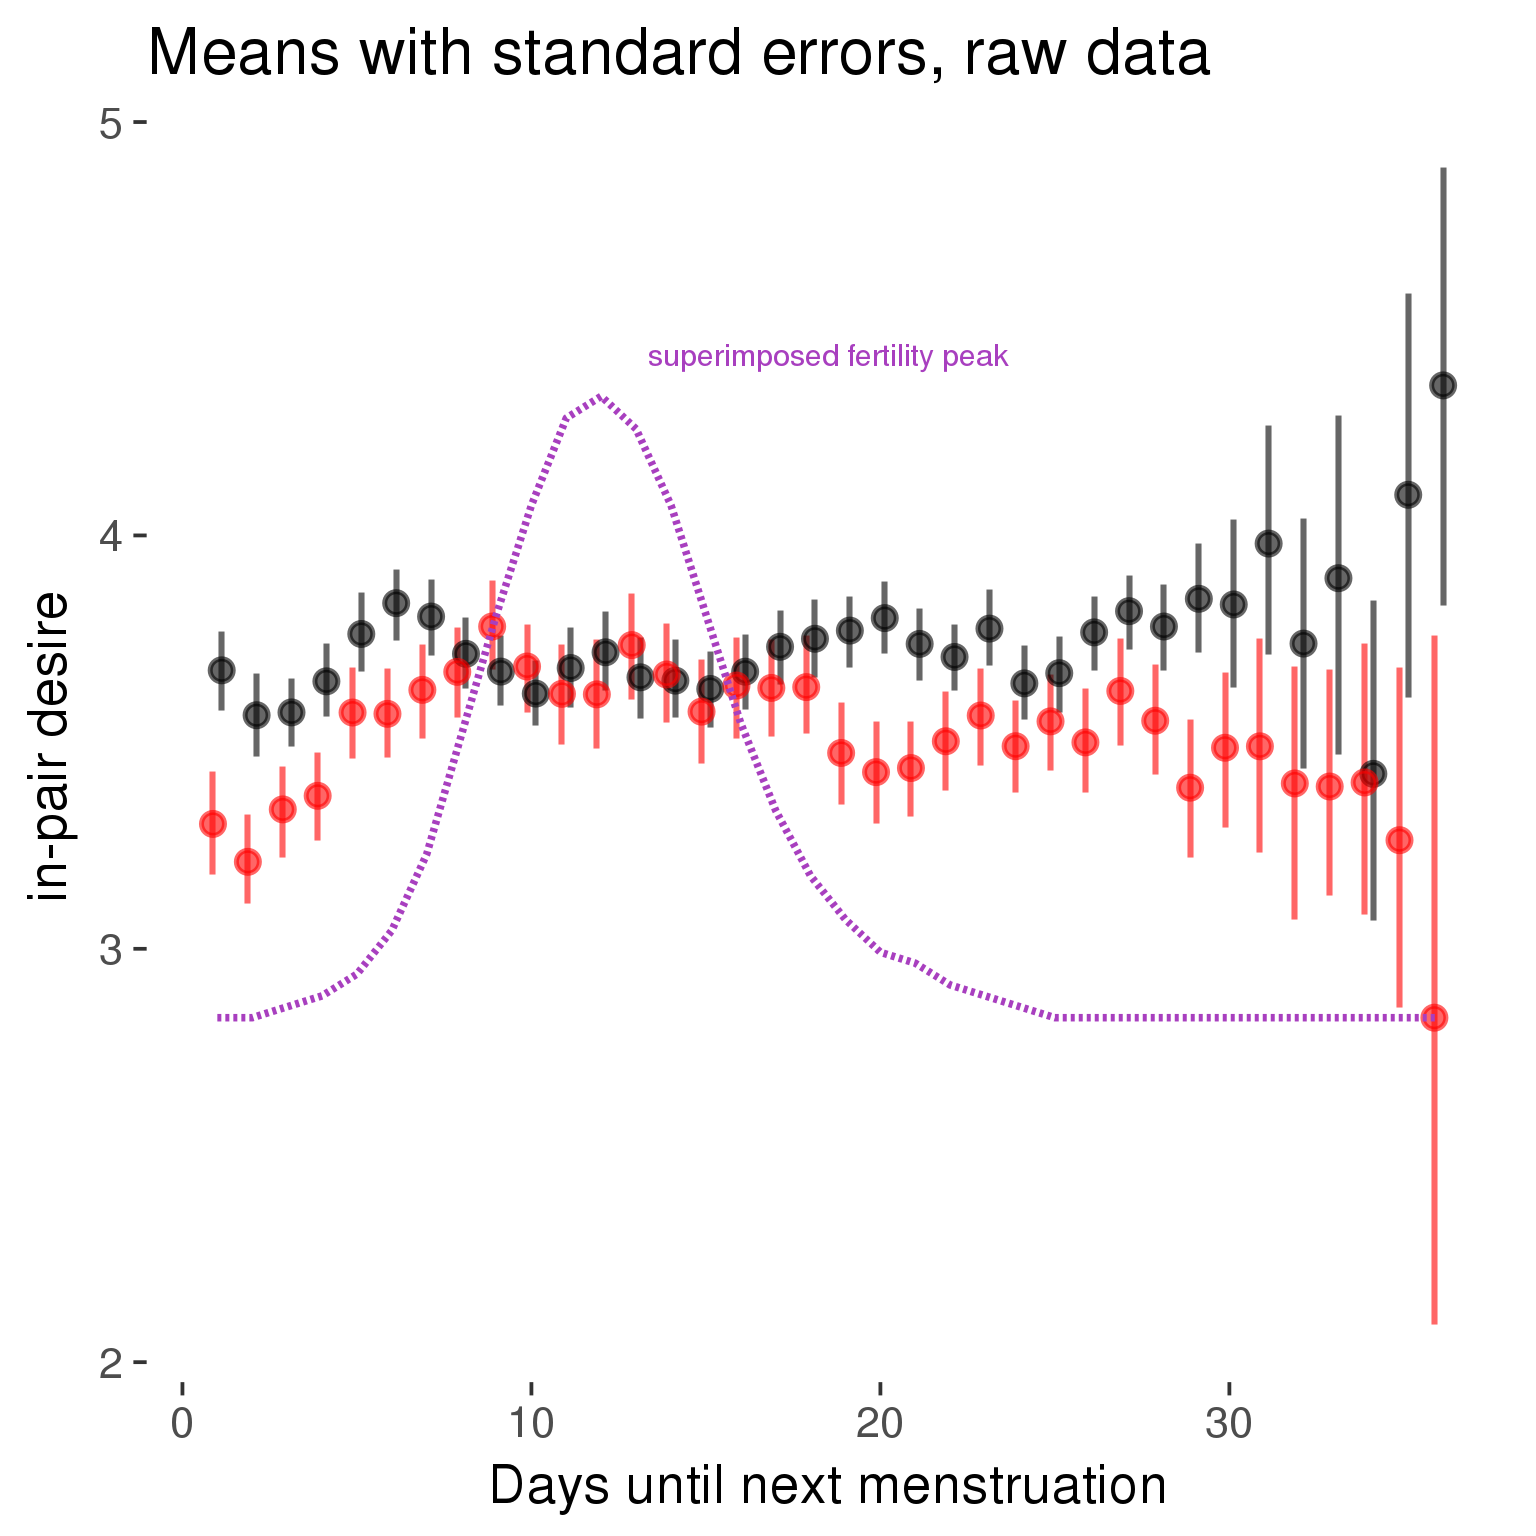 Means with standard errors, raw data
5
superimposed fertility peak
4
in-pair desire
3
2
0 10 20 30
Days until next menstruation